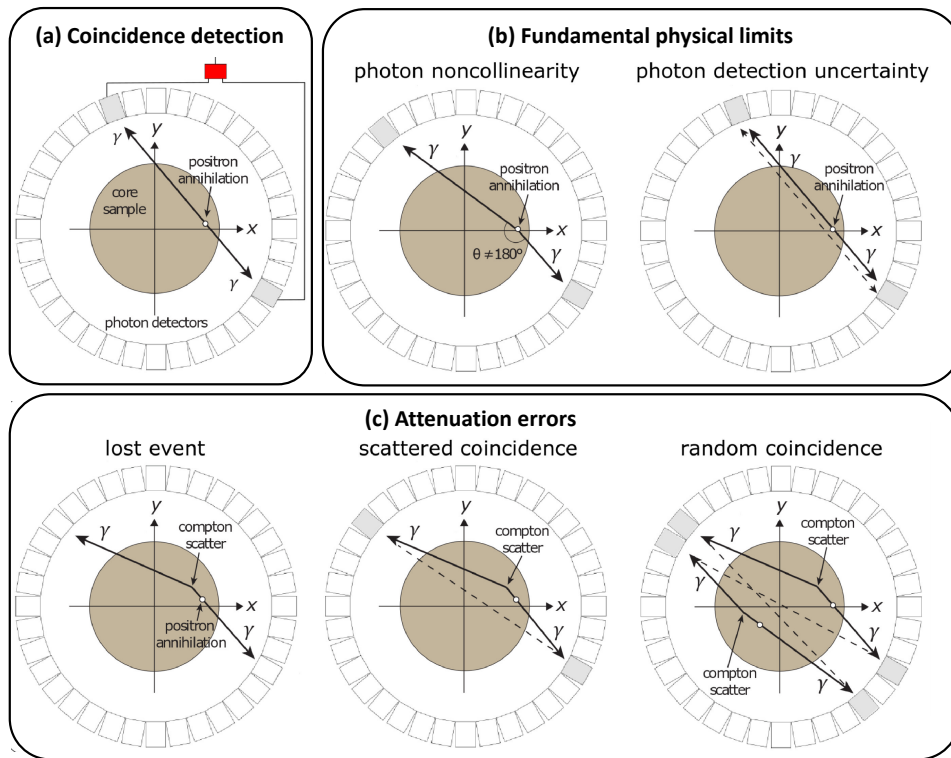 (a) Coincidence detection
γ
y
positron
annihilation
core
sample
x
γ
photon detectors
(b) Fundamental physical limits
photon noncollinearity
γ
y
positron
annihilation
x
θ ≠ 180°
γ
photon detection uncertainty
y
γ
positron
annihilation
x
γ
(c) Attenuation errors
lost event
γ
y
compton
scatter
x
positron
annihilation
γ
scattered coincidence
γ
y
compton
scatter
x
γ
random coincidence
γ
y
compton
scatter
γ
x
γ
compton
scatter
γ